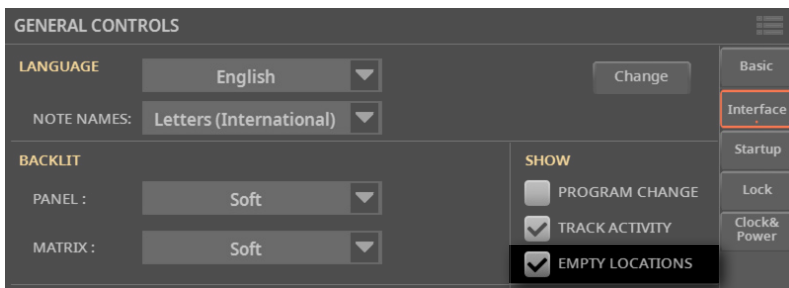 GENERAL CONTROLS
LANGUAGE
English
Change
NOTE NAMES:
Letters (International)
BACKLIT
PANEL :
Soft
MATRIX :
Soft
SHOW
PROGRAM CHANGE
TRACK ACTIVITY
EMPTY LOCATIONS
Basic
Interface
Startup
Lock
Clock&
Power